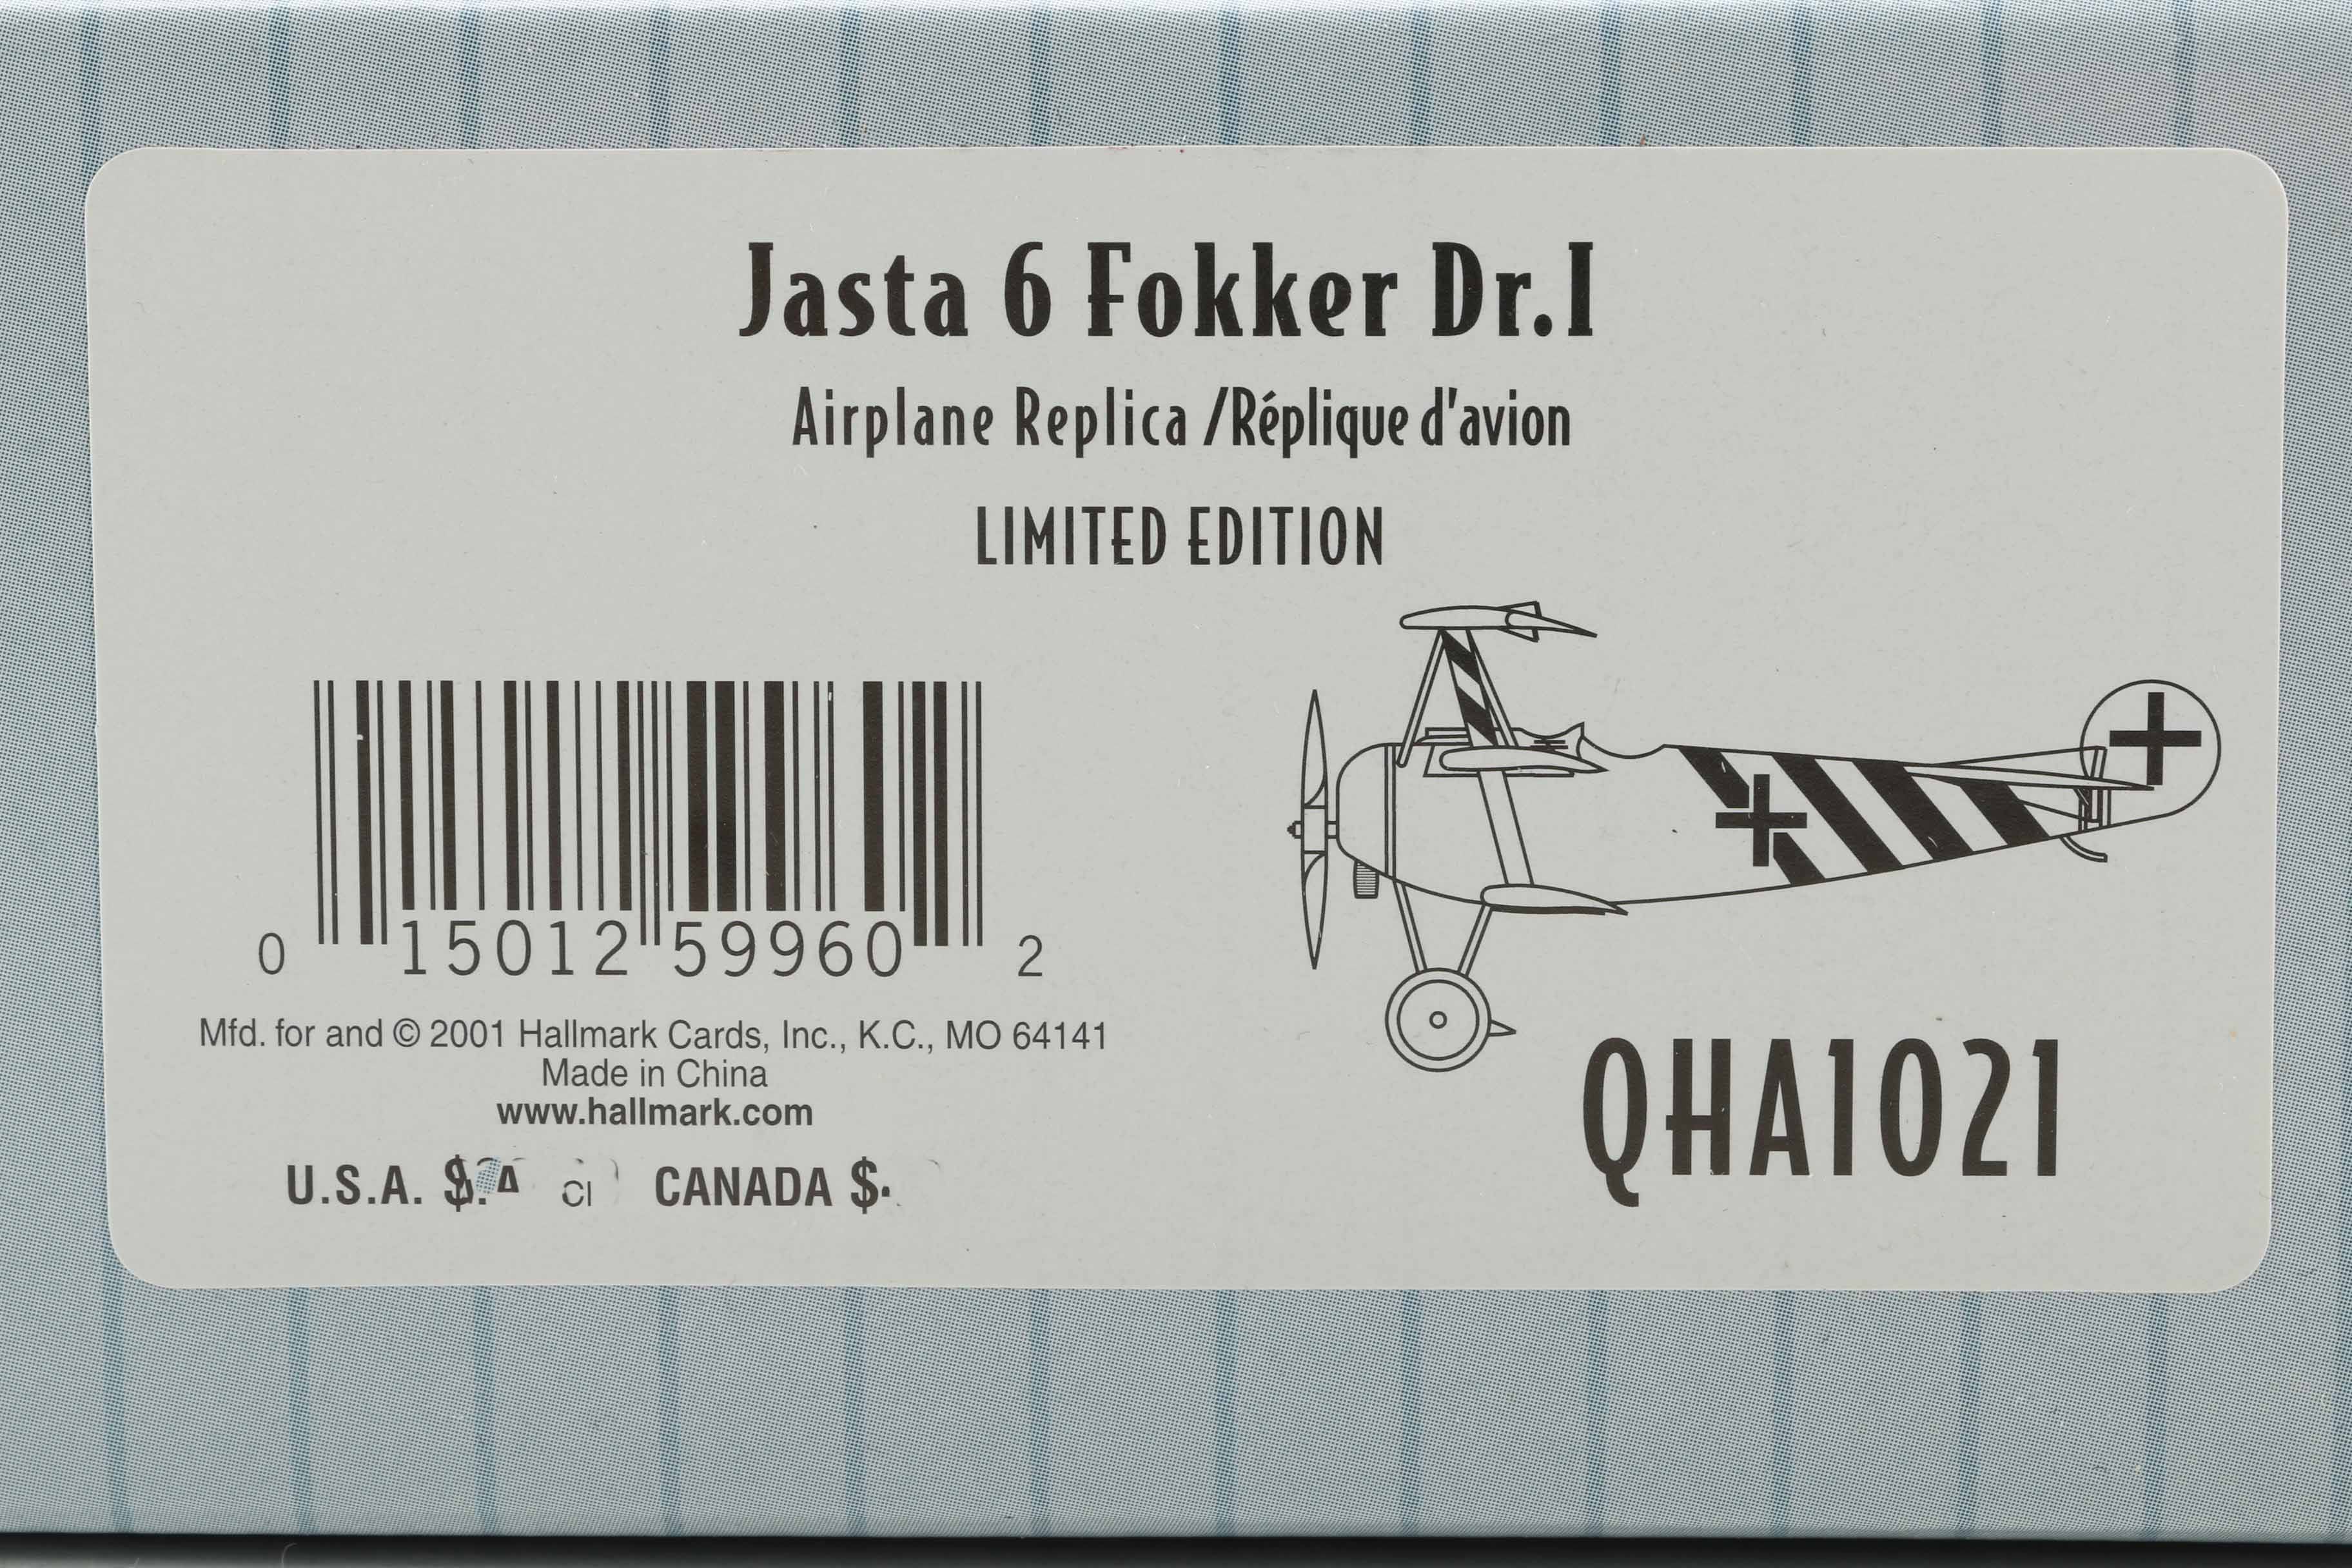 Jasta 6 Fokker Dr.I
Airplane Replica /Réplique d'avion
LIMITED EDITION
0 15012 59960 2
Mfd. for and © 2001 Hallmark Cards, Inc., K.C., MO 64141
Made in China
www.hallmark.com
U.S.A. $ CANADA $
QHA1021